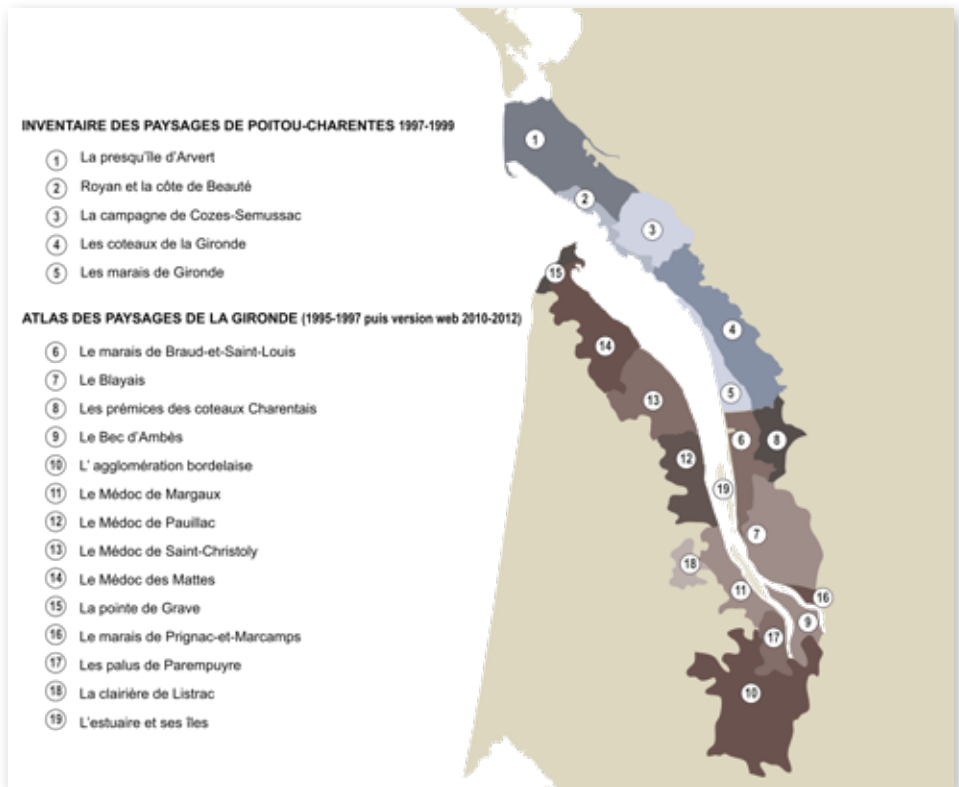 INVENTAIRE DES PAYSAGES DE POITOU-CHARENTES 1997-1999
1 La presqu'île d'Arvert
2 Royan et la côte de Beauté
3 La campagne de Cozes-Semussac
4 Les coteaux de la Gironde
5 Les marais de Gironde
ATLAS DES PAYSAGES DE LA GIRONDE (1995-1997 puis version web 2010-2012)
6 Le marais de Braud-et-Saint-Louis
7 Le Blayais
8 Les prémices des coteaux Charentais
9 Le Bec d'Ambès
10 L' agglomération bordelaise
11 Le Médoc de Margaux
12 Le Médoc de Pauillac
13 Le Médoc de Saint-Christoly
14 Le Médoc des Mattes
15 La pointe de Grave
16 Le marais de Prignac-et-Marcamps
17 Les palus de Parempuyre
18 La clairière de Listrac
19 L'estuaire et ses îles
1
2
3
15
4
14
5
13
6
8
12
19
7
18
11
16
9
17
10